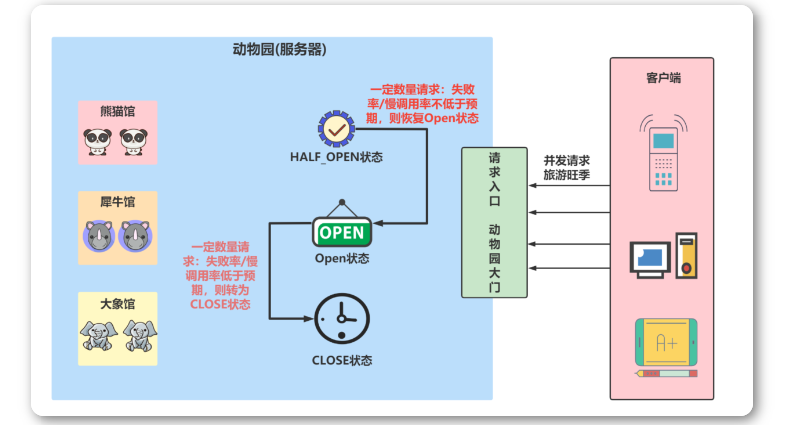 动物园(服务器)
熊猫馆
犀牛馆
大象馆
一定数量请求：失败
率/慢调用率不低于预
期，则恢复Open状态
HALF_OPEN状态
OPEN
Open状态
一定数量请
求：失败率/慢
调用率低于预
期，则转为
CLOSE状态
CLOSE状态
请
求
入
口
动
物
园
大
门
并发请求
旅游旺季
客户端
A+